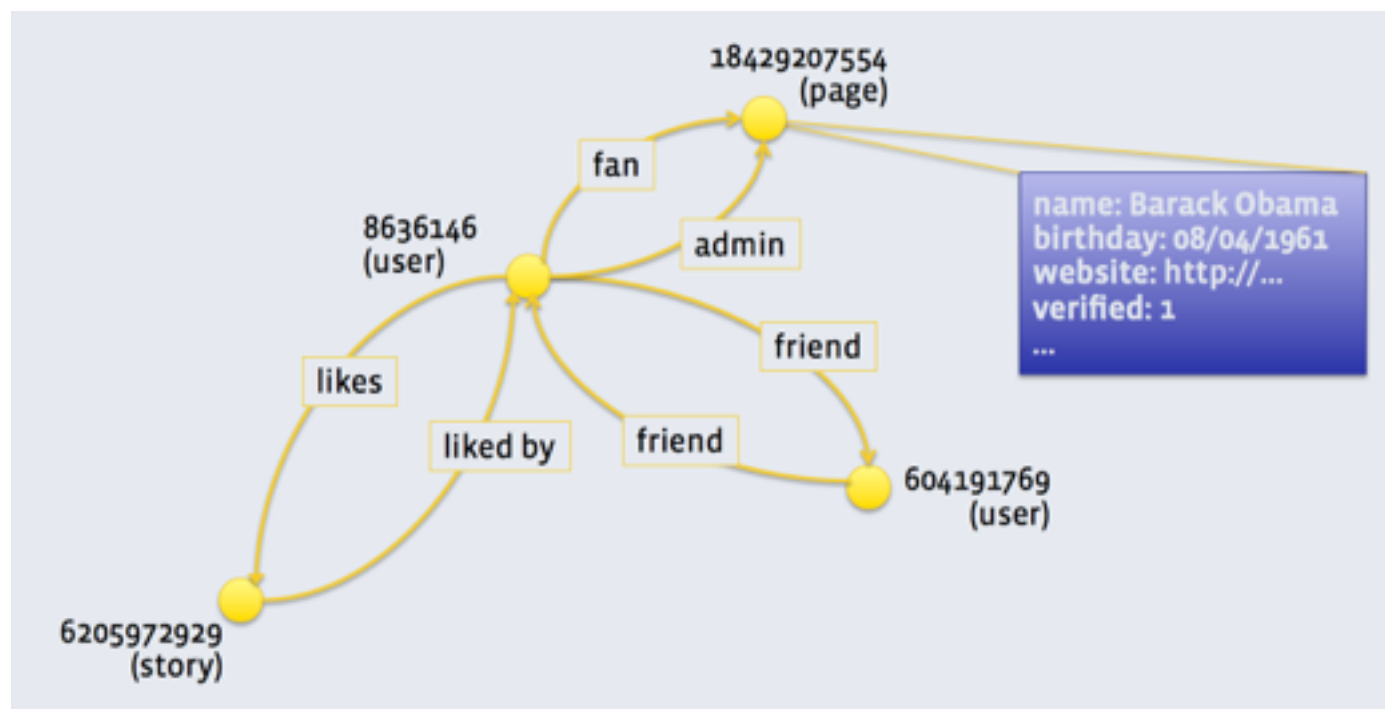 18429207554
(page)
fan
name: Barack Obama
birthday: 08/04/1961
website: http://...
verified: 1
...
8636146
(user)
admin
friend
likes
liked by
friend
604191769
(user)
6205972929
(story)